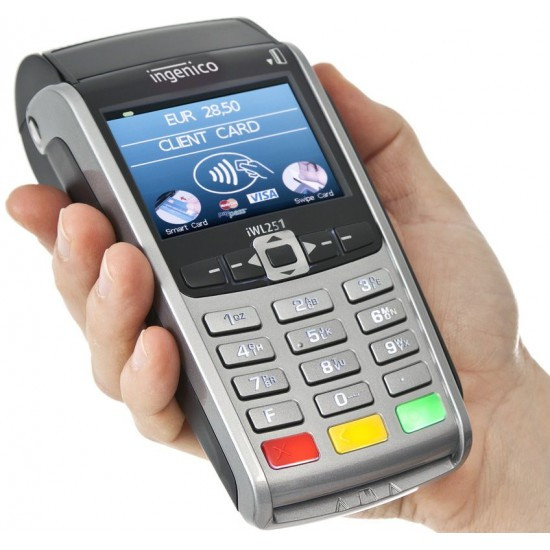 ingenico
EUR 28,50
CLIENT CARD
Smart Card
VISA
Swipe Card
iWL251
1
2
3
4
5
6
7
8
9
F
0
.